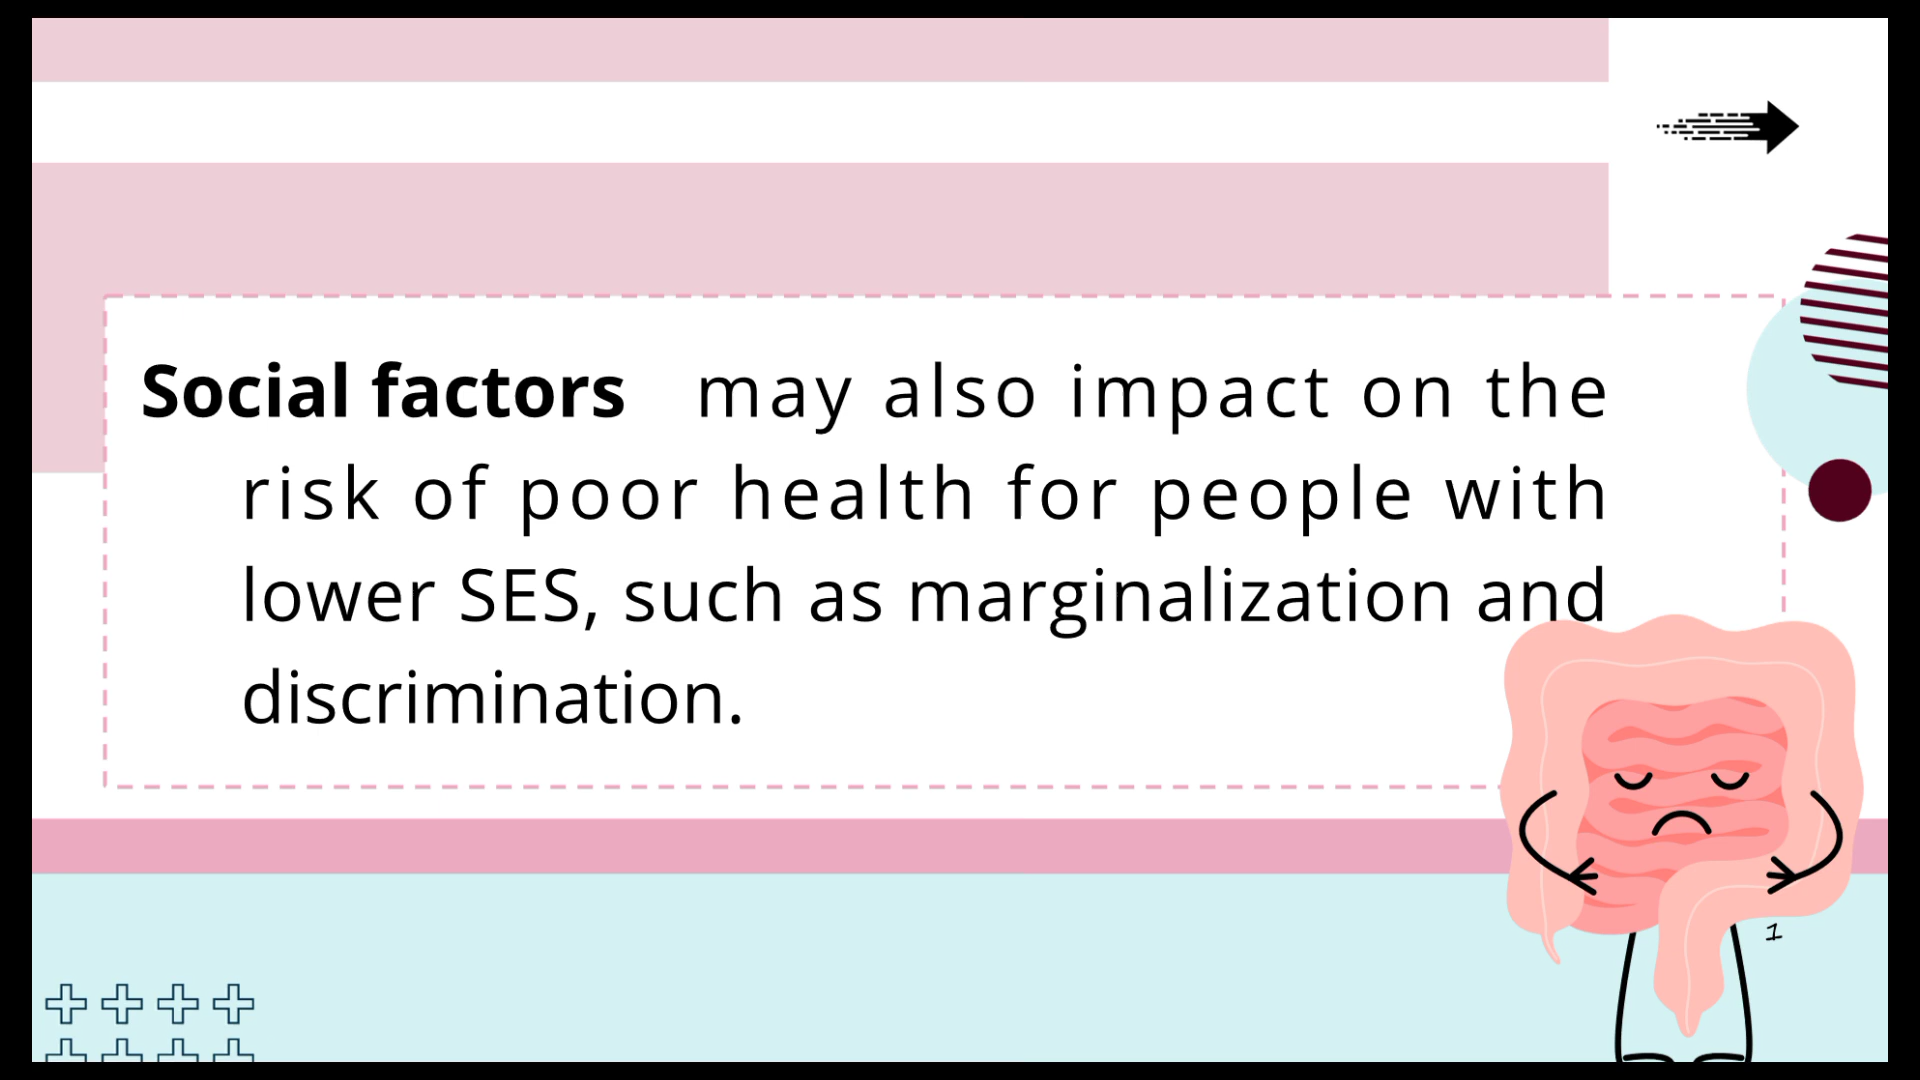 Social factors may also impact on the
risk of poor health for people with
lower SES, such as marginalization and
discrimination.
1